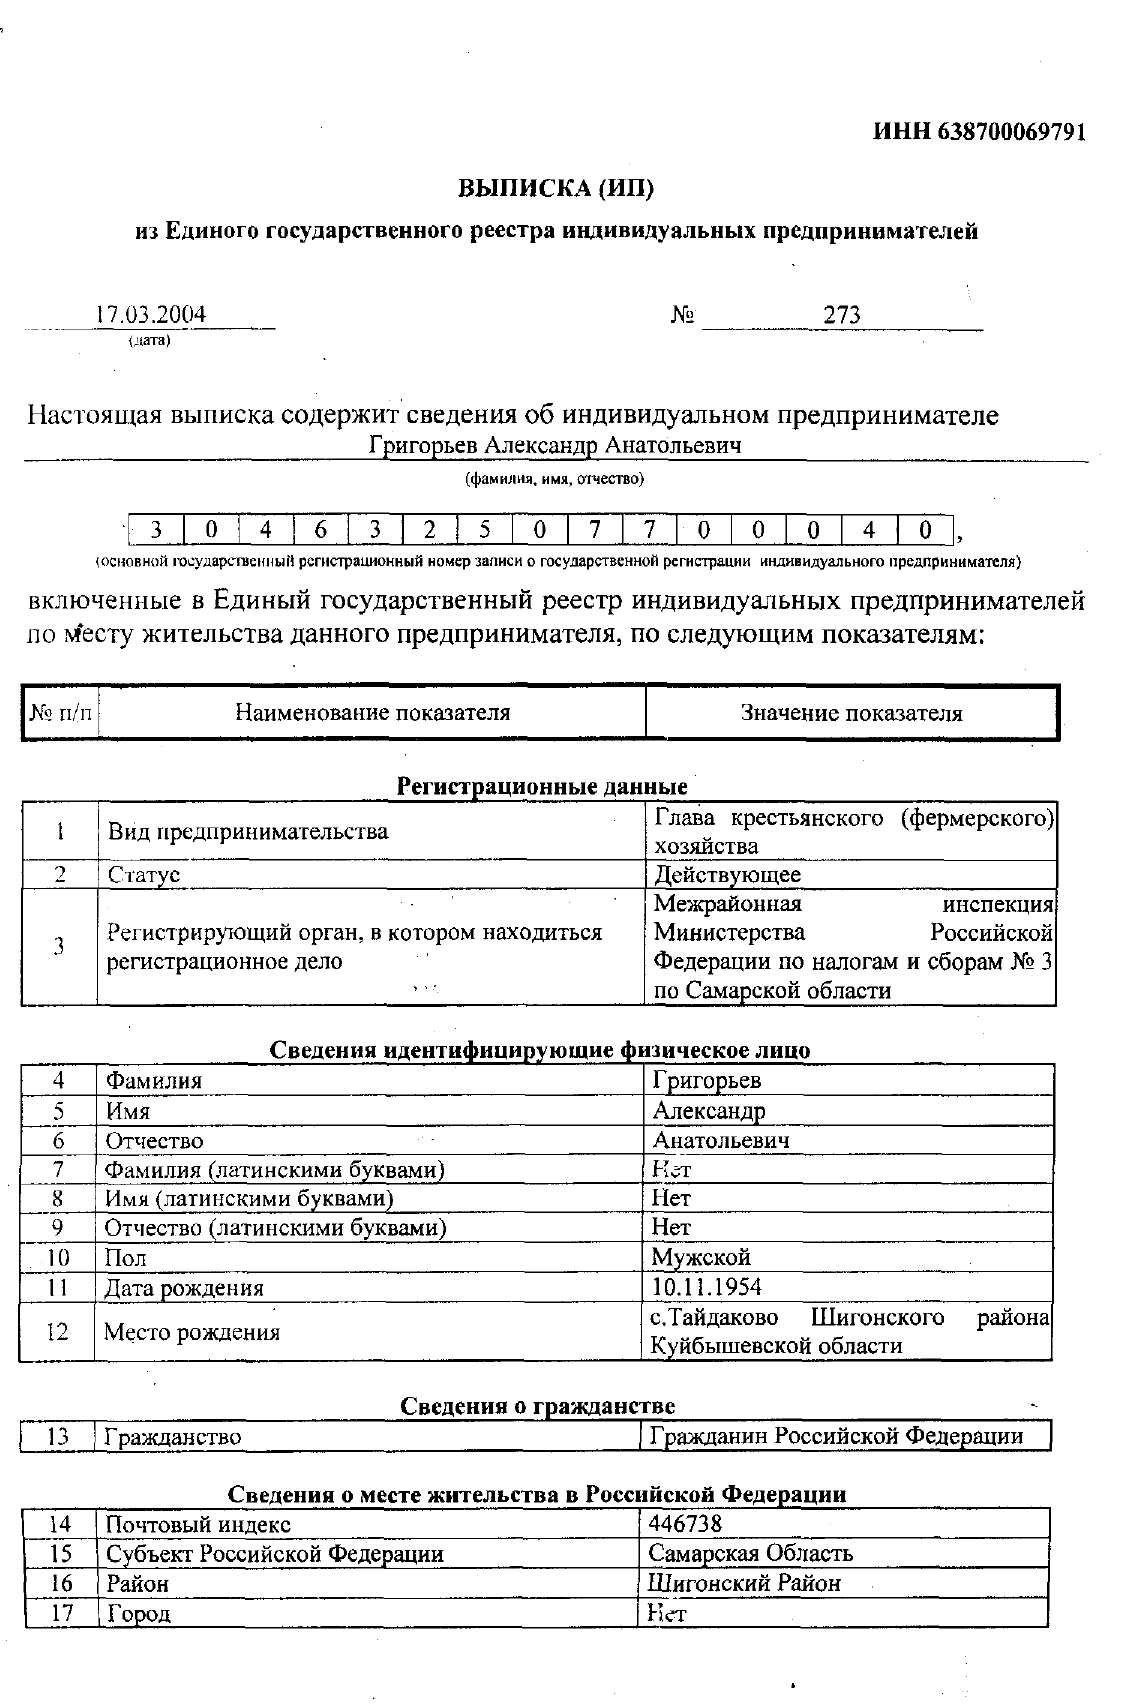 ИНН 638700069791
ВЫПИСКА (ИП)
из Единого государственного реестра индивидуальных предпринимателей
17.03.2004 № 273
(дата)
Настоящая выписка содержит сведения об индивидуальном предпринимателе
Григорьев Александр Анатольевич
(фамилия, имя, отчество)
3 0 4 6 3 2 5 0 7 7 0 0 0 4 0,
(основной государственный регистрационный номер записи о государственной регистрации индивидуального предпринимателя)
включенные в Единый государственный реестр индивидуальных предпринимателей
по месту жительства данного предпринимателя, по следующим показателям:
№ п/п Наименование показателя Значение показателя
Регистрационные данные
1 Вид предпринимательства Глава крестьянского (фермерского)
хозяйства
2 Статус Действующее
3 Регистрирующий орган, в котором находиться
регистрационное дело
Межрайонная инспекция
Министерства Российской
Федерации по налогам и сборам № 3
по Самарской области
Сведения идентифицирующие физическое лицо
4 Фамилия Григорьев
5 Имя Александр
6 Отчество Анатольевич
7 Фамилия (латинскими буквами) Нет
8 Имя (латинскими буквами) Нет
9 Отчество (латинскими буквами) Нет
10 Пол Мужской
11 Дата рождения 10.11.1954
12 Место рождения с.Тайдаково Шигонского района
Куйбышевской области
Сведения о гражданстве
13 Гражданство Гражданин Российской Федерации
Сведения о месте жительства в Российской Федерации
14 Почтовый индекс 446738
15 Субъект Российской Федерации Самарская Область
16 Район Шигонский Район
17 Город Нет